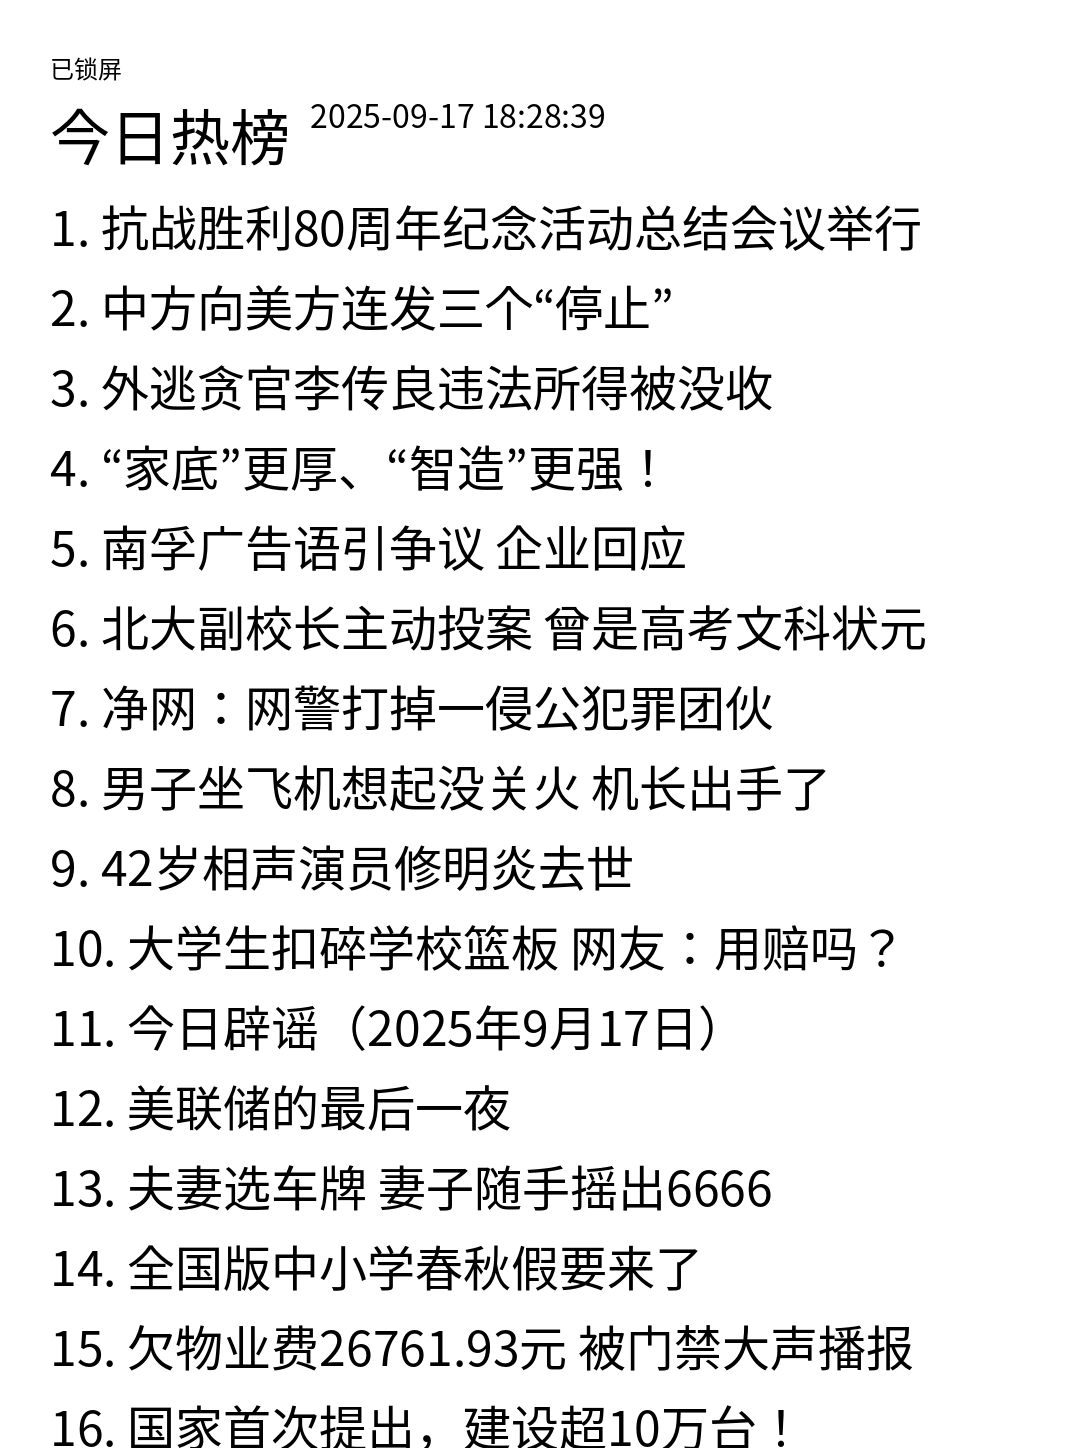 已锁屏
今日热榜 2025-09-17 18:28:39
1. 抗战胜利80周年纪念活动总结会议举行
2. 中方向美方连发三个“停止”
3. 外逃贪官李传良违法所得被没收
4. “家底”更厚、“智造”更强！
5. 南孚广告语引争议 企业回应
6. 北大副校长主动投案 曾是高考文科状元
7. 净网：网警打掉一侵公犯罪团伙
8. 男子坐飞机想起没关火 机长出手了
9. 42岁相声演员修明炎去世
10. 大学生扣碎学校篮板 网友：用赔吗？
11. 今日辟谣（2025年9月17日）
12. 美联储的最后一夜
13. 夫妻选车牌 妻子随手摇出6666
14. 全国版中小学春秋假要来了
15. 欠物业费26761.93元 被门禁大声播报
16. 国家首次提出，建设超10万台！